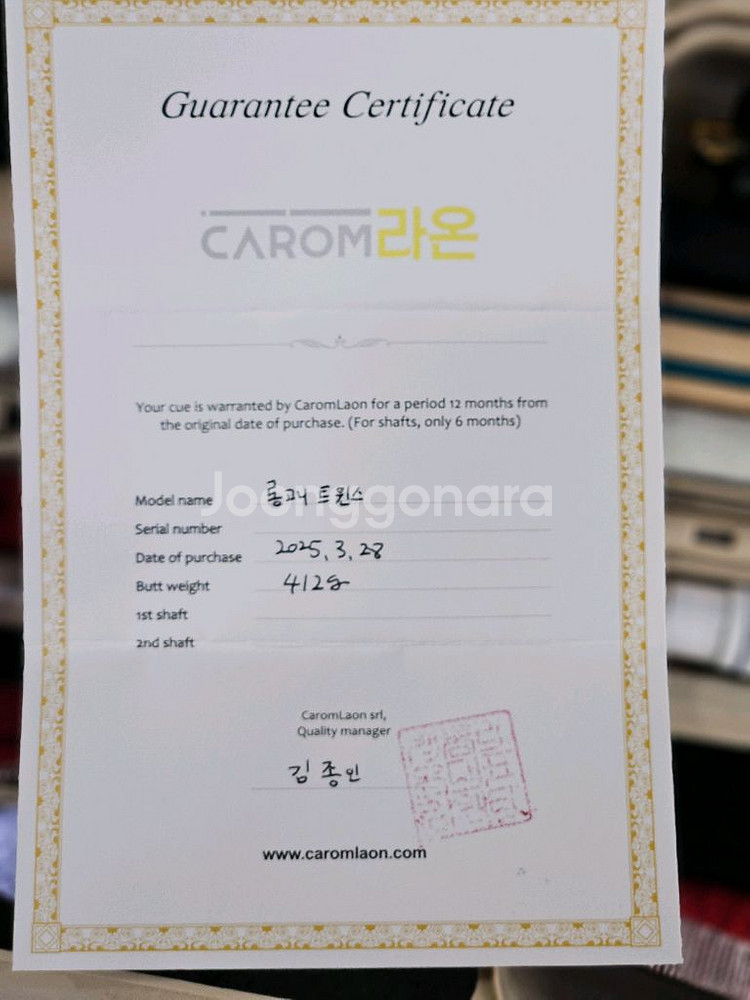 Guarantee Certificate
CAROM라온
Your cue is warranted by CaromLaon for a period 12 months from
the original date of purchase. (For shafts, only 6 months)
Joonggonara
Model name 롱고니 트윈스
Serial number
Date of purchase 2025. 3. 28
Butt weight 412g
1st shaft
2nd shaft
CaromLaon srl,
Quality manager
김종인
www.caromlaon.com